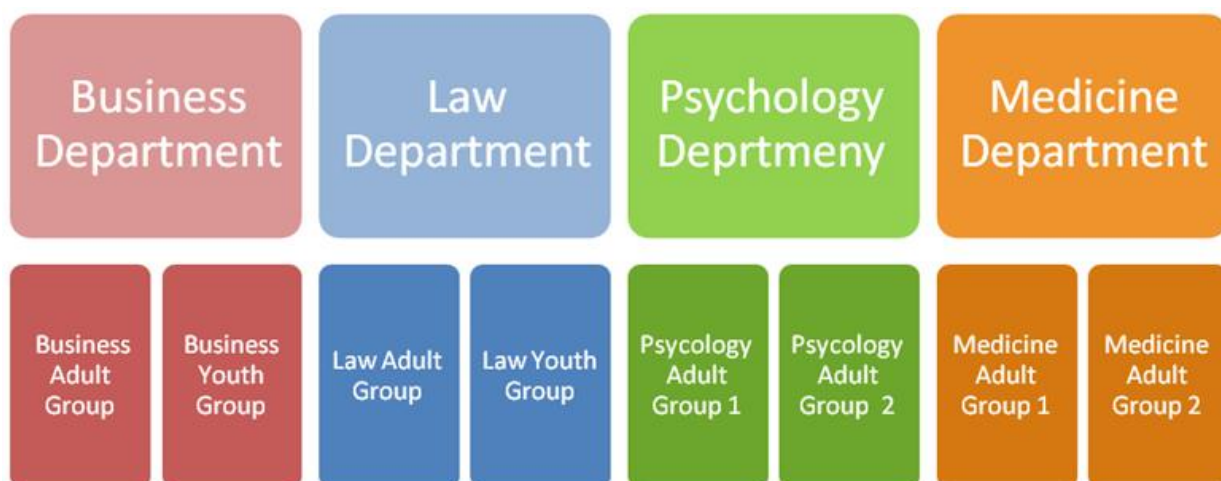 Business
Department
Law
Department
Psychology
Deprtmeny
Medicine
Department
Business
Adult
Group
Business
Youth
Group
Law Adult
Group
Law Youth
Group
Psycology
Adult
Group 1
Psycology
Adult
Group 2
Medicine
Adult
Group 1
Medicine
Adult
Group 2